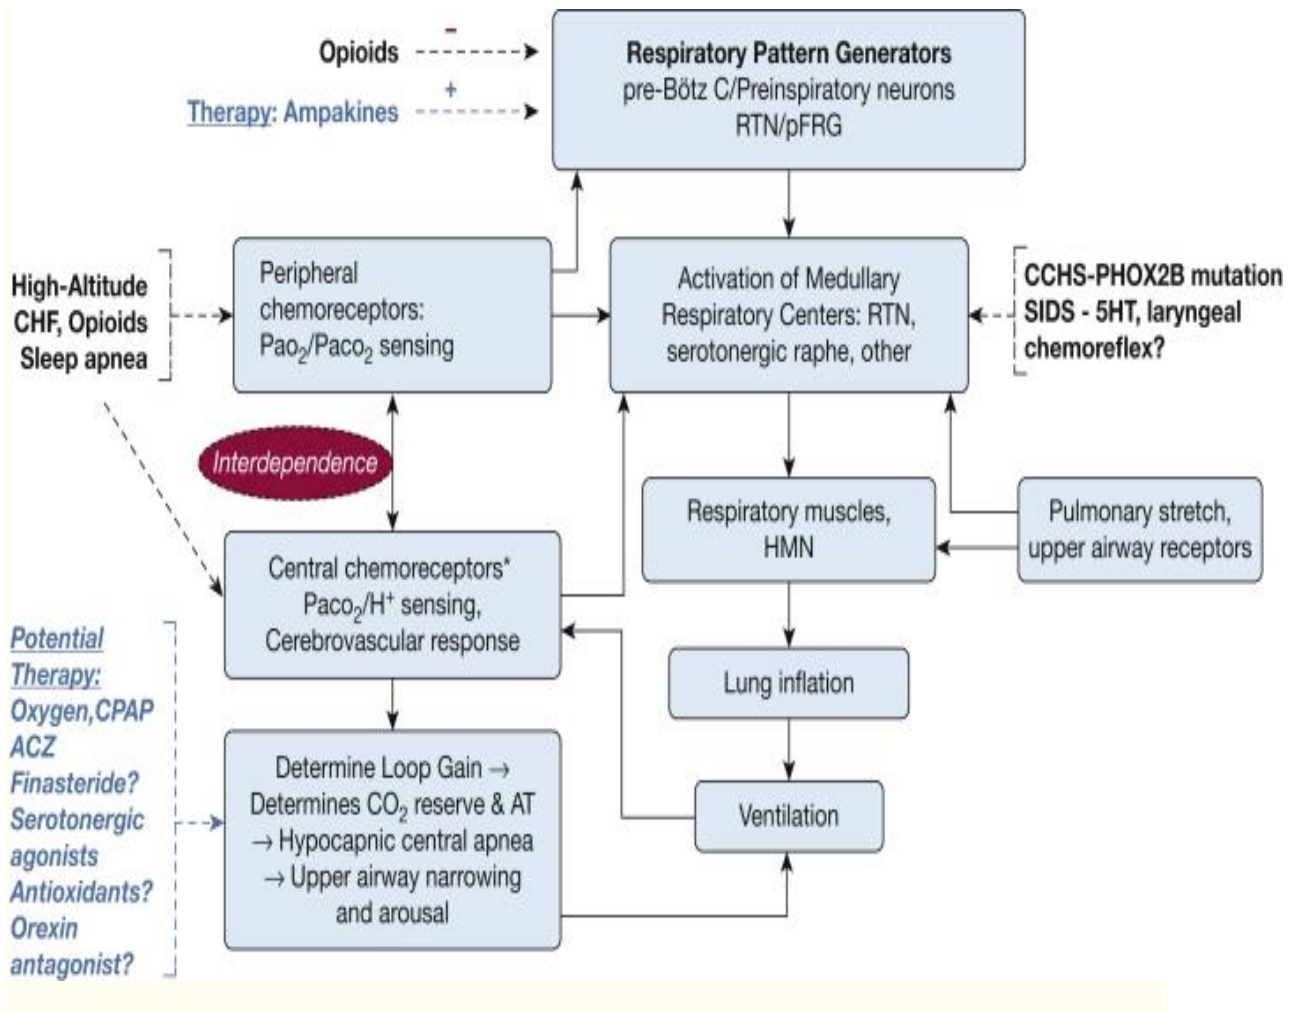 Opioids
−
Therapy: Ampakines
+
Respiratory Pattern Generators
pre-Bötz C/Preinspiratory neurons
RTN/pFRG
High-Altitude
CHF, Opioids
Sleep apnea
Peripheral
chemoreceptors:
Pao₂/Paco₂ sensing
Activation of Medullary
Respiratory Centers: RTN,
serotonergic raphe, other
CCHS-PHOX2B mutation
SIDS - 5HT, laryngeal
chemoreflex?
Interdependence
Respiratory muscles,
HMN
Pulmonary stretch,
upper airway receptors
Central chemoreceptors*
Paco₂/H⁺ sensing,
Cerebrovascular response
Lung inflation
Potential
Therapy:
Oxygen,CPAP
ACZ
Finasteride?
Serotonergic
agonists
Antioxidants?
Orexin
antagonist?
Determine Loop Gain →
Determines CO₂ reserve & AT
→ Hypocapnic central apnea
→ Upper airway narrowing
and arousal
Ventilation